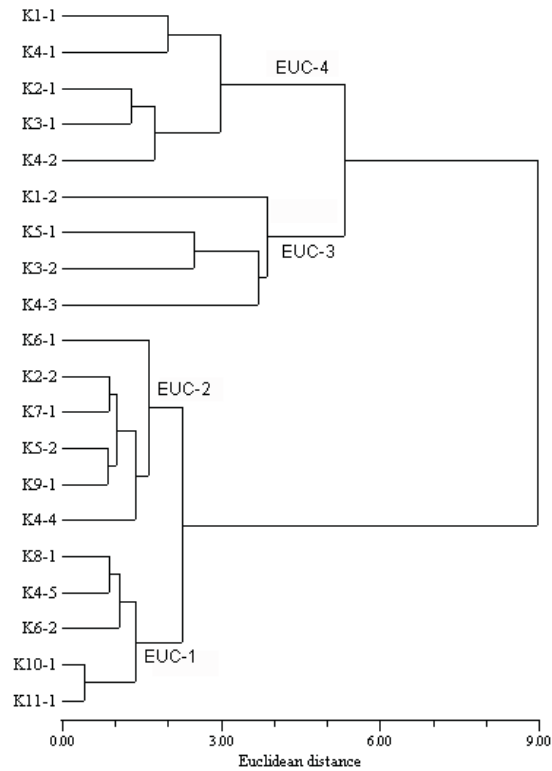 K1-1
K4-1
EUC-4
K2-1
K3-1
K4-2
K1-2
K5-1
EUC-3
K3-2
K4-3
K6-1
K2-2
EUC-2
K7-1
K5-2
K9-1
K4-4
K8-1
K4-5
K6-2
EUC-1
K10-1
K11-1
0.00 3.00 6.00 9.00
Euclidean distance